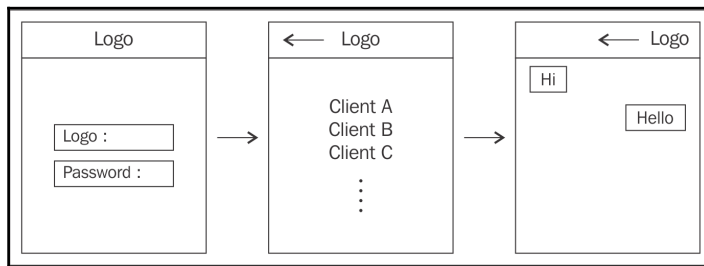 Logo
Logo :
Password :
Logo
Client A
Client B
Client C
Logo
Hi
Hello